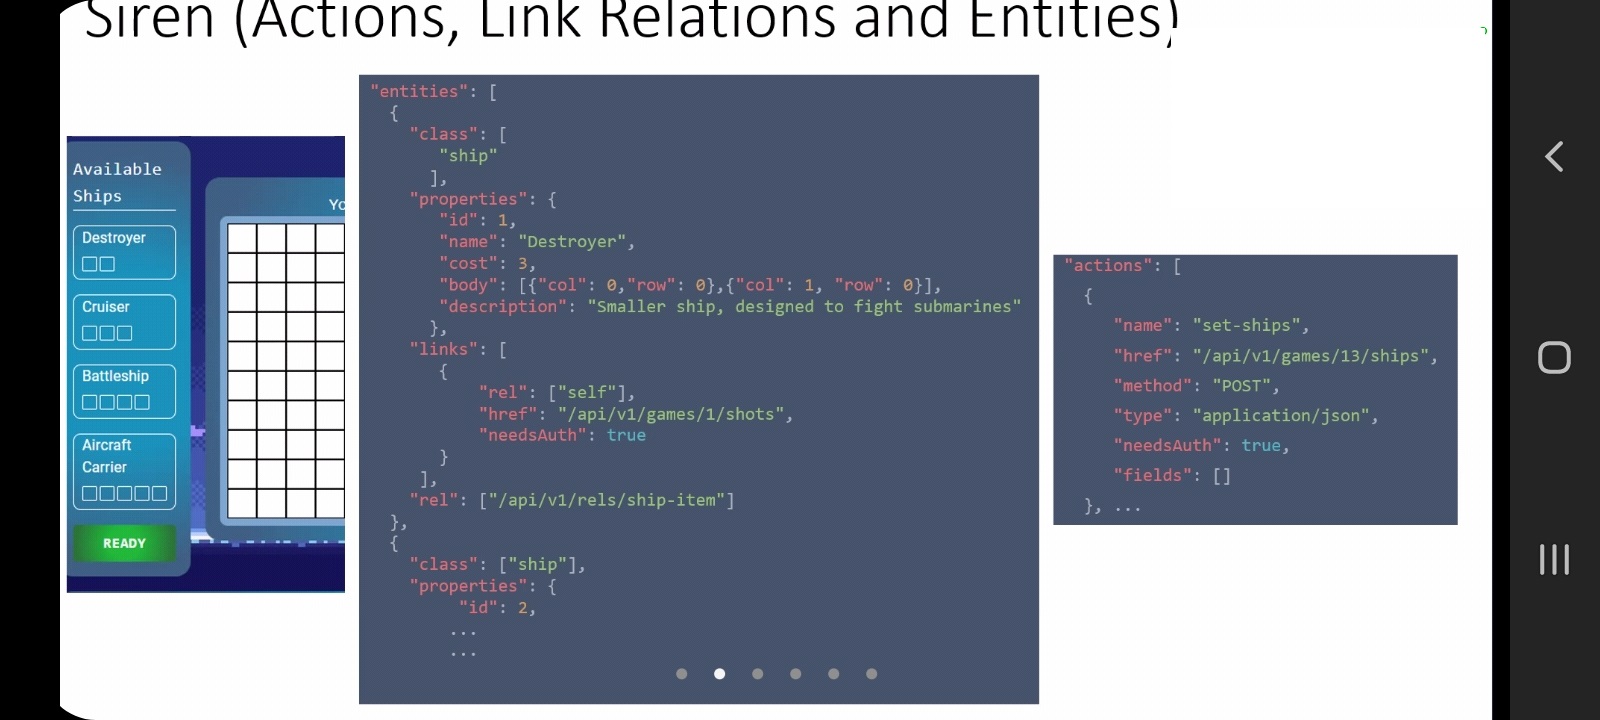 Siren (Actions, Link Relations and Entities)
Available
Ships
Destroyer
Cruiser
Battleship
Aircraft
Carrier
READY
Yo
"entities": [
{
"class": [
"ship"
],
"properties": {
"id": 1,
"name": "Destroyer",
"cost": 3,
"body": [{"col": 0,"row": 0},{"col": 1, "row": 0}],
"description": "Smaller ship, designed to fight submarines"
},
"links": [
{
"rel": ["self"],
"href": "/api/v1/games/1/shots",
"needsAuth": true
}
],
"rel": ["/api/v1/rels/ship-item"]
},
{
"class": ["ship"],
"properties": {
"id": 2,
...
...
"actions": [
{
"name": "set-ships",
"href": "/api/v1/games/13/ships",
"method": "POST",
"type": "application/json",
"needsAuth": true,
"fields": []
}, ...